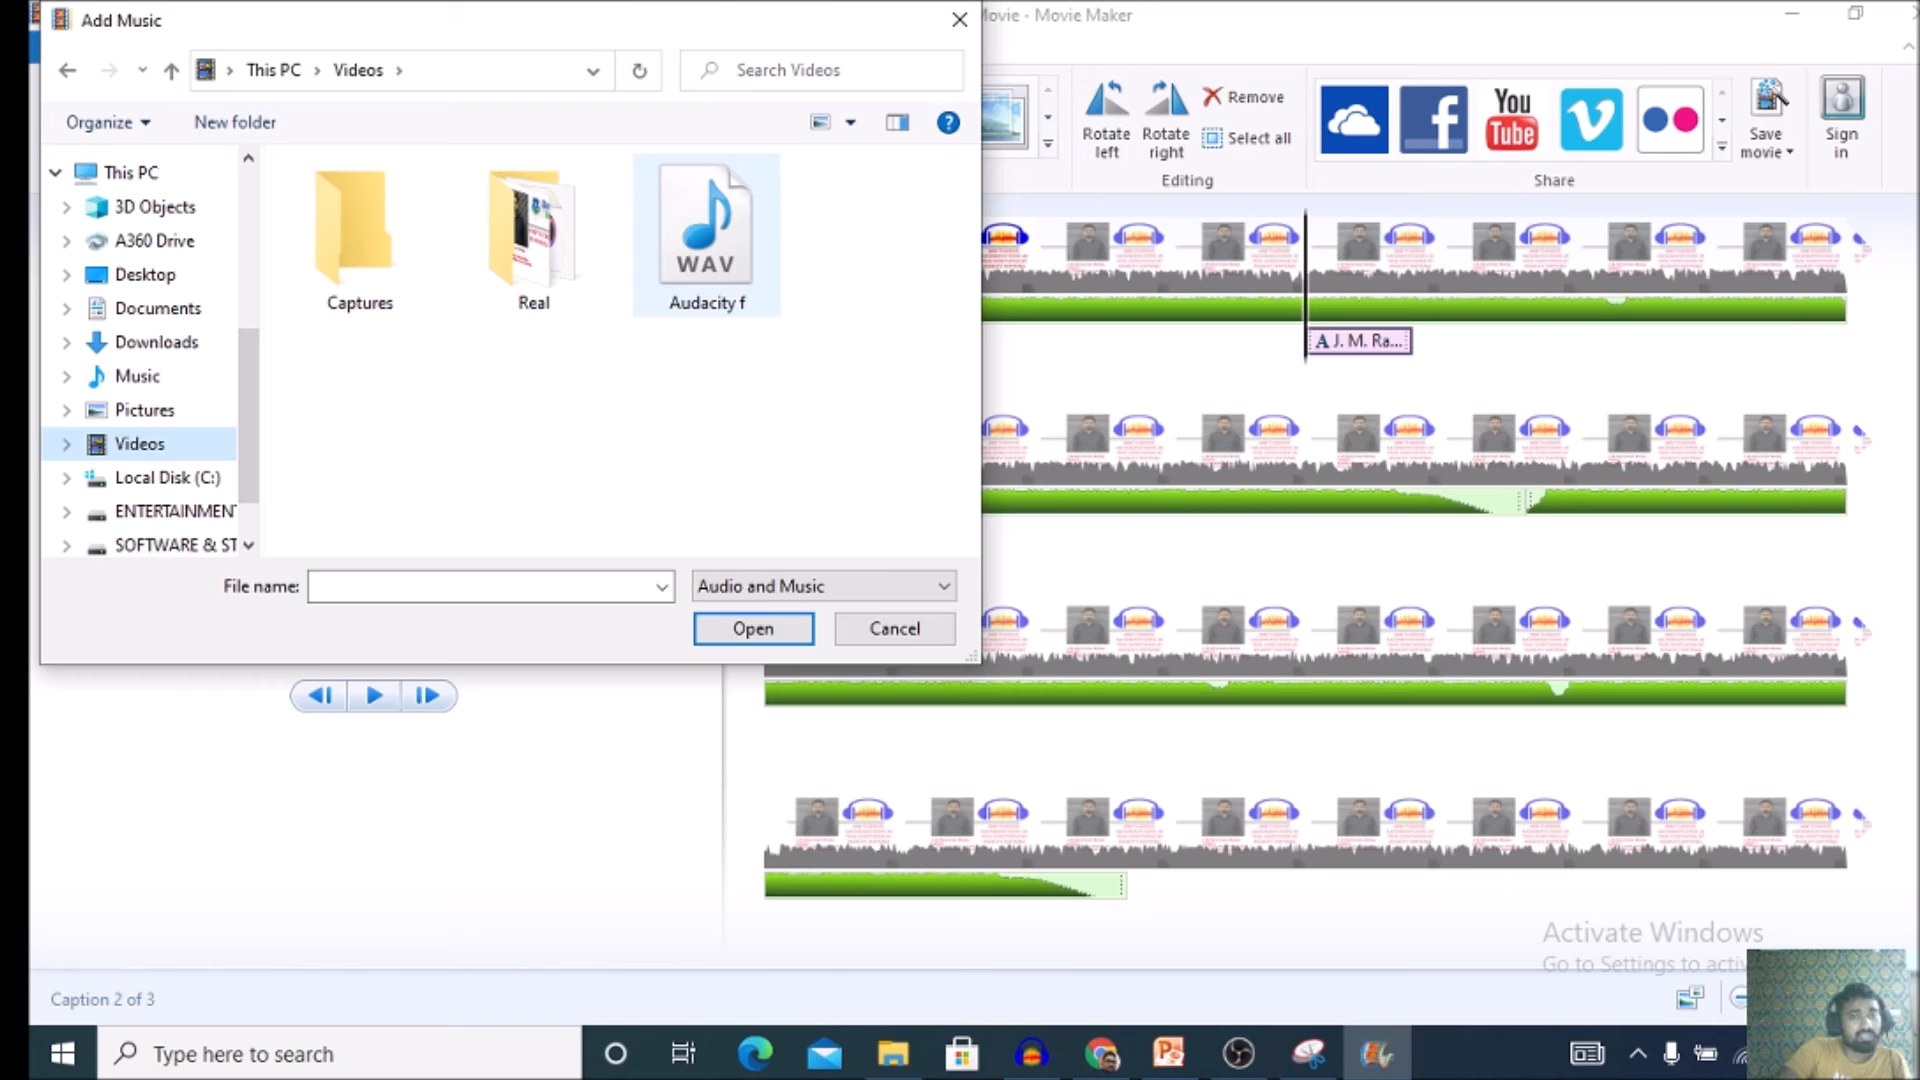 Add Music
Movie - Movie Maker
This PC
Videos
Search Videos
Organize
New folder
This PC
3D Objects
A360 Drive
Desktop
Documents
Downloads
Music
Pictures
Videos
Local Disk (C:)
ENTERTAINMENT
SOFTWARE & ST
Captures
Real
WAV
Audacity f
File name:
Audio and Music
Open
Cancel
Rotate left
Rotate right
Remove
Select all
Editing
You
Tube
Share
Save movie
Sign in
A J. M. Ra...
Activate Windows
Go to Settings to acti
Caption 2 of 3
Type here to search